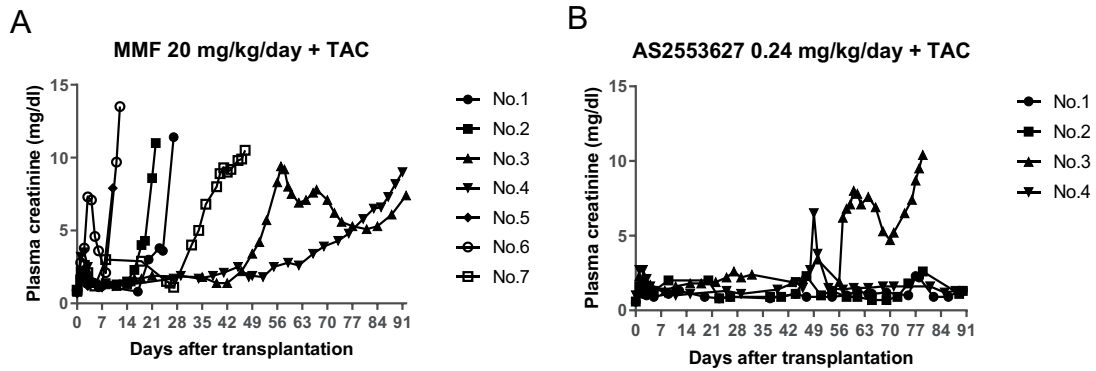 A
MMF 20 mg/kg/day + TAC
Plasma creatinine (mg/dl)
15
10
5
0
0 7 14 21 28 35 42 49 56 63 70 77 84 91
Days after transplantation
No.1
No.2
No.3
No.4
No.5
No.6
No.7
B
AS2553627 0.24 mg/kg/day + TAC
Plasma creatinine (mg/dl)
15
10
5
0
0 7 14 21 28 35 42 49 56 63 70 77 84 91
Days after transplantation
No.1
No.2
No.3
No.4